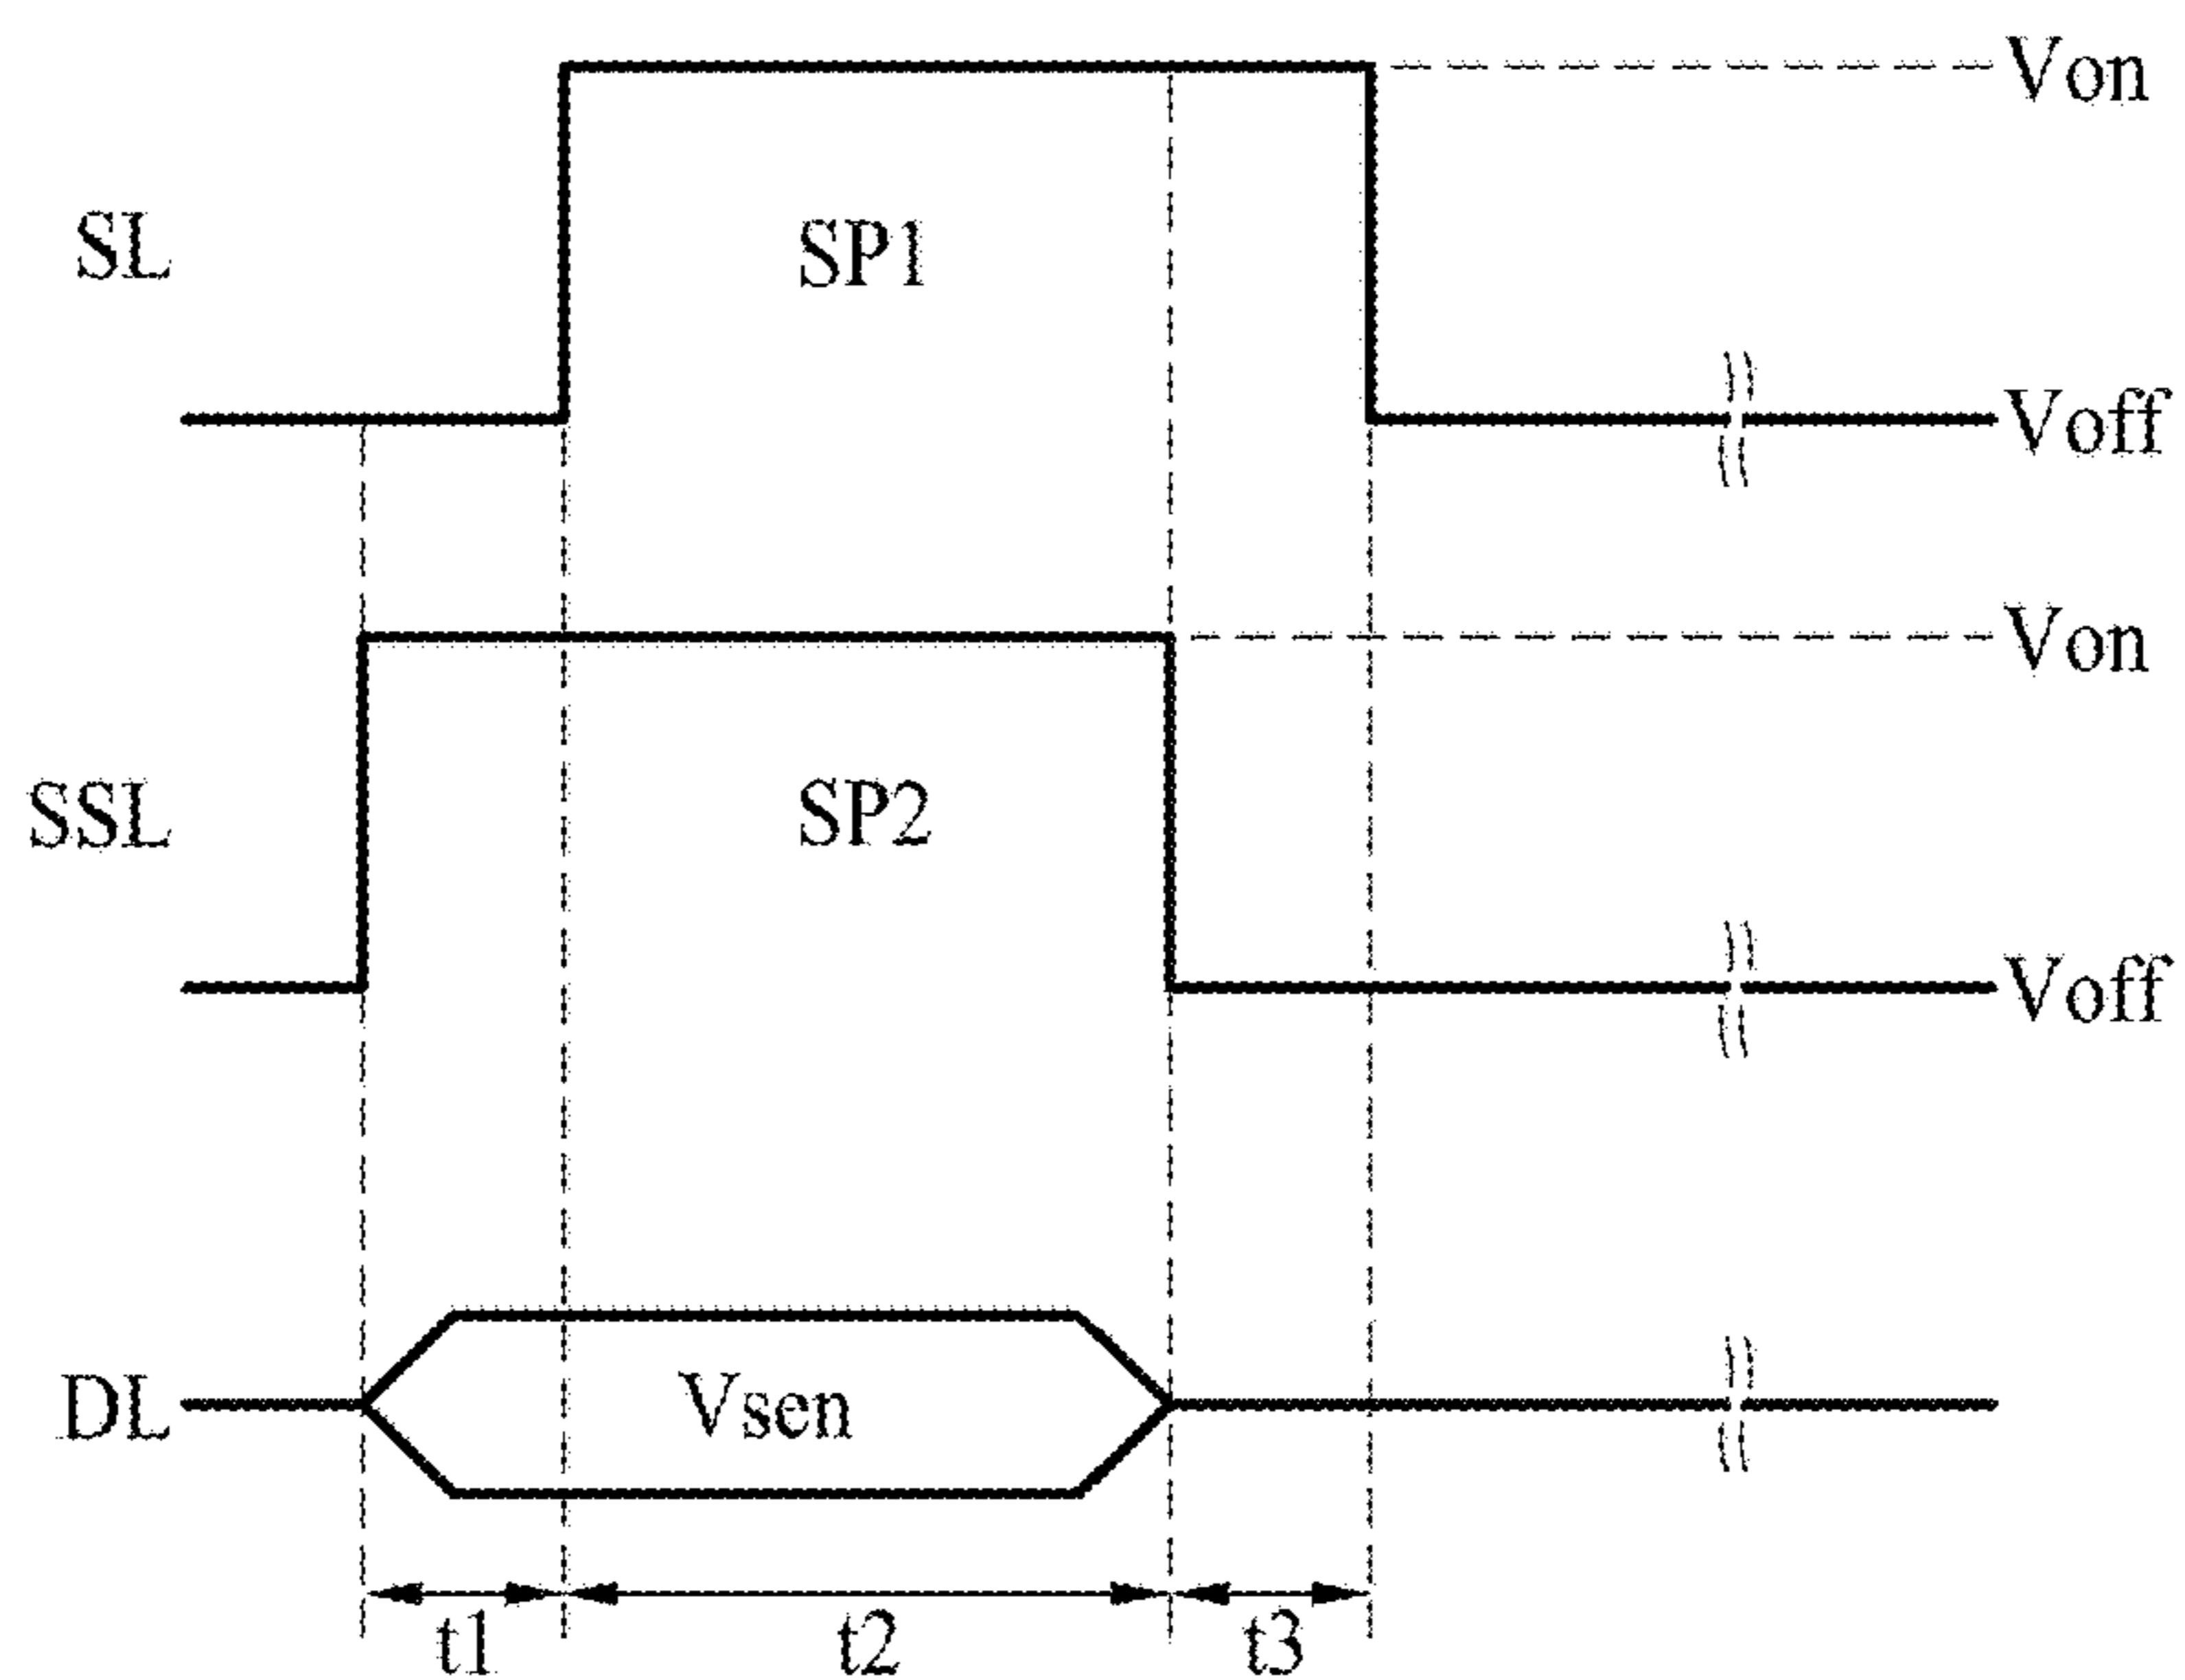 Von
SL
SP1
Voff
Von
SSL
SP2
Voff
DL
Vsen
t1
t2
t3